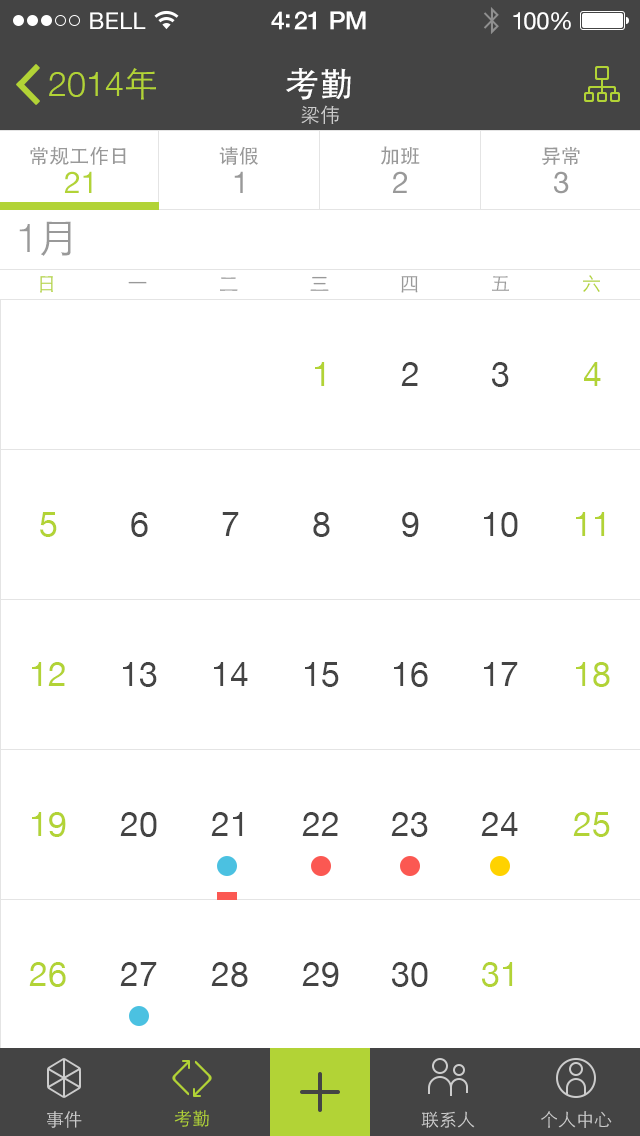 BELL 4:21 PM 100%
2014年 考勤
梁伟
常规工作日 请假 加班 异常
21 1 2 3
1月
日 一 二 三 四 五 六
1 2 3 4
5 6 7 8 9 10 11
12 13 14 15 16 17 18
19 20 21 22 23 24 25
26 27 28 29 30 31
事件 考勤 联系人 个人中心